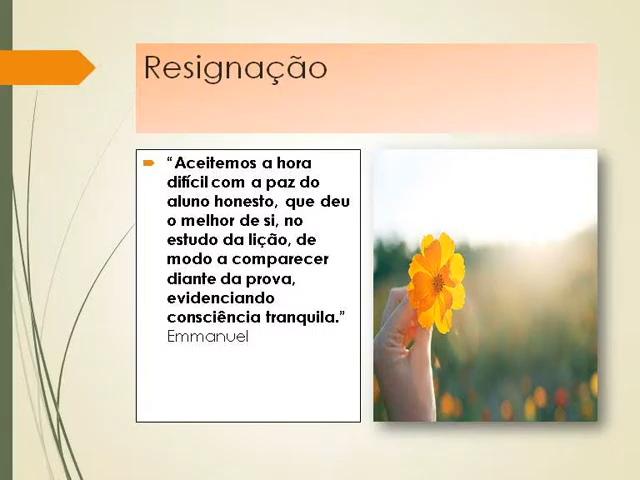 Resignação
“Aceitemos a hora
difícil com a paz do
aluno honesto, que deu
o melhor de si, no
estudo da lição, de
modo a comparecer
diante da prova,
evidenciando
consciência tranquila.”
Emmanuel